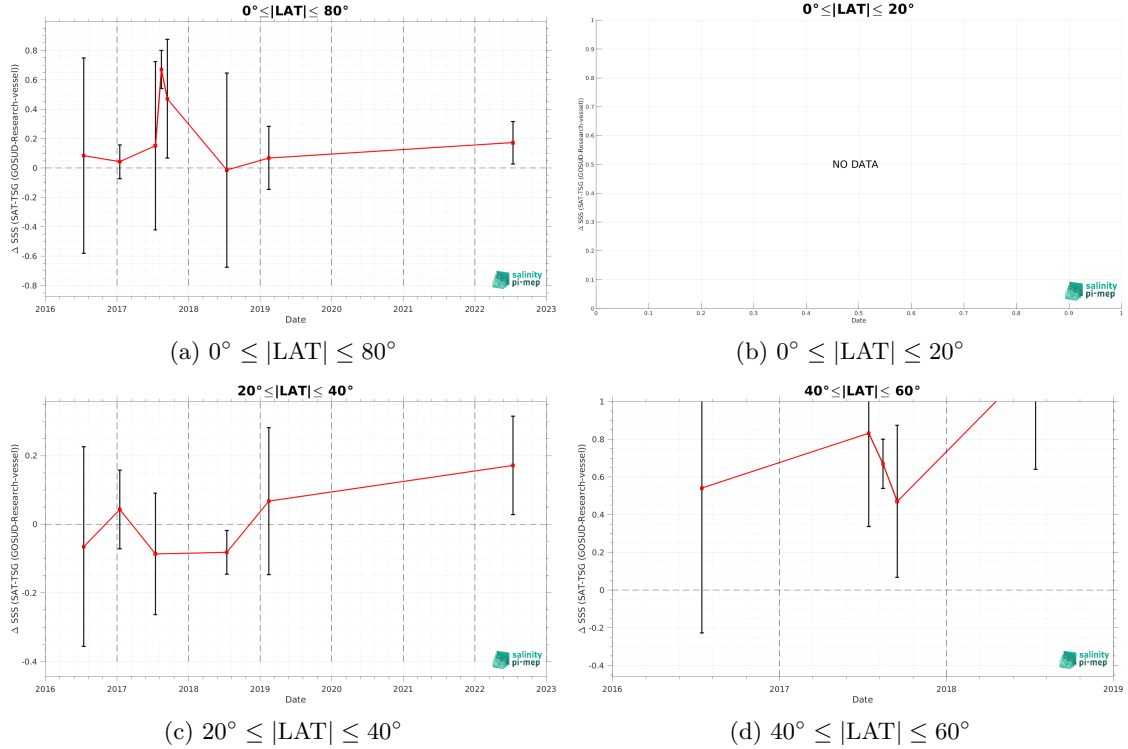 0°≤|LAT|≤ 80°
Δ SSS (SAT-TSG (GOSUD-Research-vessel))
0.8
0.6
0.4
0.2
0
-0.2
-0.4
-0.6
-0.8
2016 2017 2018 2019 2020 2021 2022 2023
Date
salinity
pi-mep
(a) 0° ≤ |LAT| ≤ 80°
0°≤|LAT|≤ 20°
Δ SSS (SAT-TSG (GOSUD-Research-vessel))
1
0.9
0.8
0.7
0.6
0.5
0.4
0.3
0.2
0.1
0
NO DATA
0 0.1 0.2 0.3 0.4 0.5 0.6 0.7 0.8 0.9 1
Date
salinity
pi-mep
(b) 0° ≤ |LAT| ≤ 20°
20°≤|LAT|≤ 40°
Δ SSS (SAT-TSG (GOSUD-Research-vessel))
0.2
0
-0.2
-0.4
2016 2017 2018 2019 2020 2021 2022 2023
Date
salinity
pi-mep
(c) 20° ≤ |LAT| ≤ 40°
40°≤|LAT|≤ 60°
Δ SSS (SAT-TSG (GOSUD-Research-vessel))
1
0.8
0.6
0.4
0.2
0
-0.2
-0.4
2016 2017 2018 2019
Date
salinity
pi-mep
(d) 40° ≤ |LAT| ≤ 60°